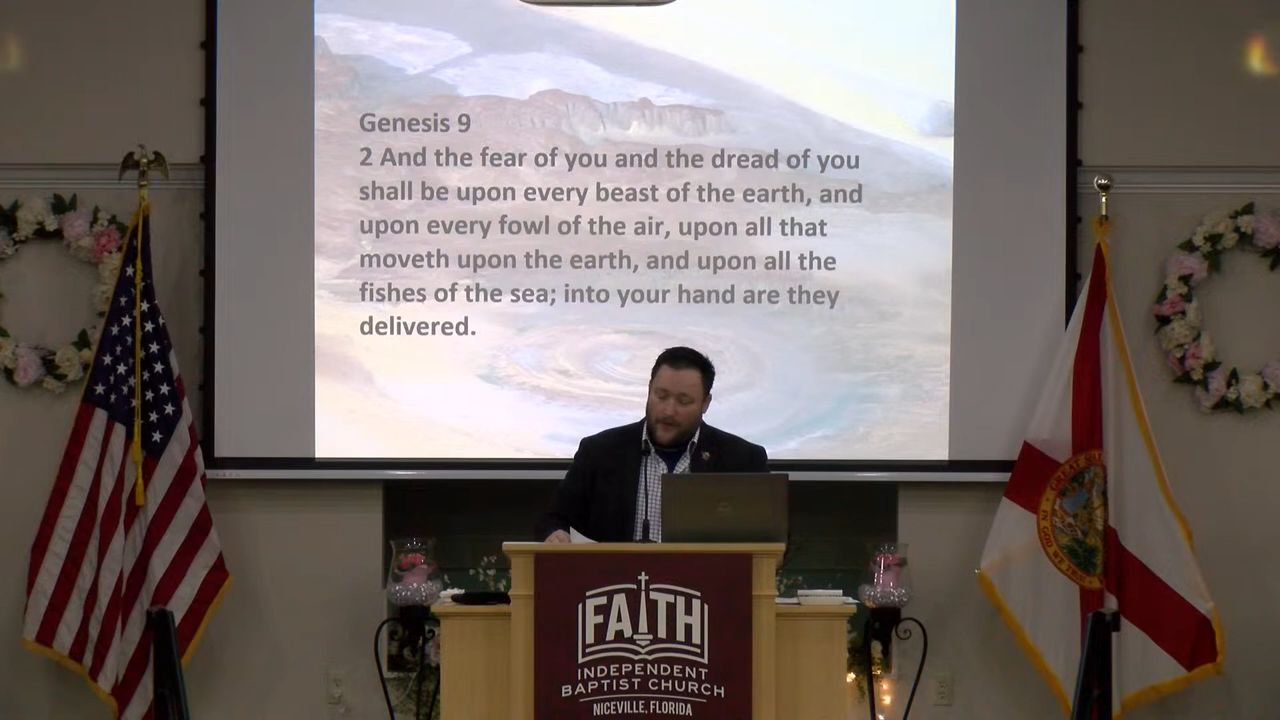 Genesis 9
2 And the fear of you and the dread of you
shall be upon every beast of the earth, and
upon every fowl of the air, upon all that
moveth upon the earth, and upon all the
fishes of the sea; into your hand are they
delivered.
FAITH
INDEPENDENT
BAPTIST CHURCH
NICEVILLE, FLORIDA